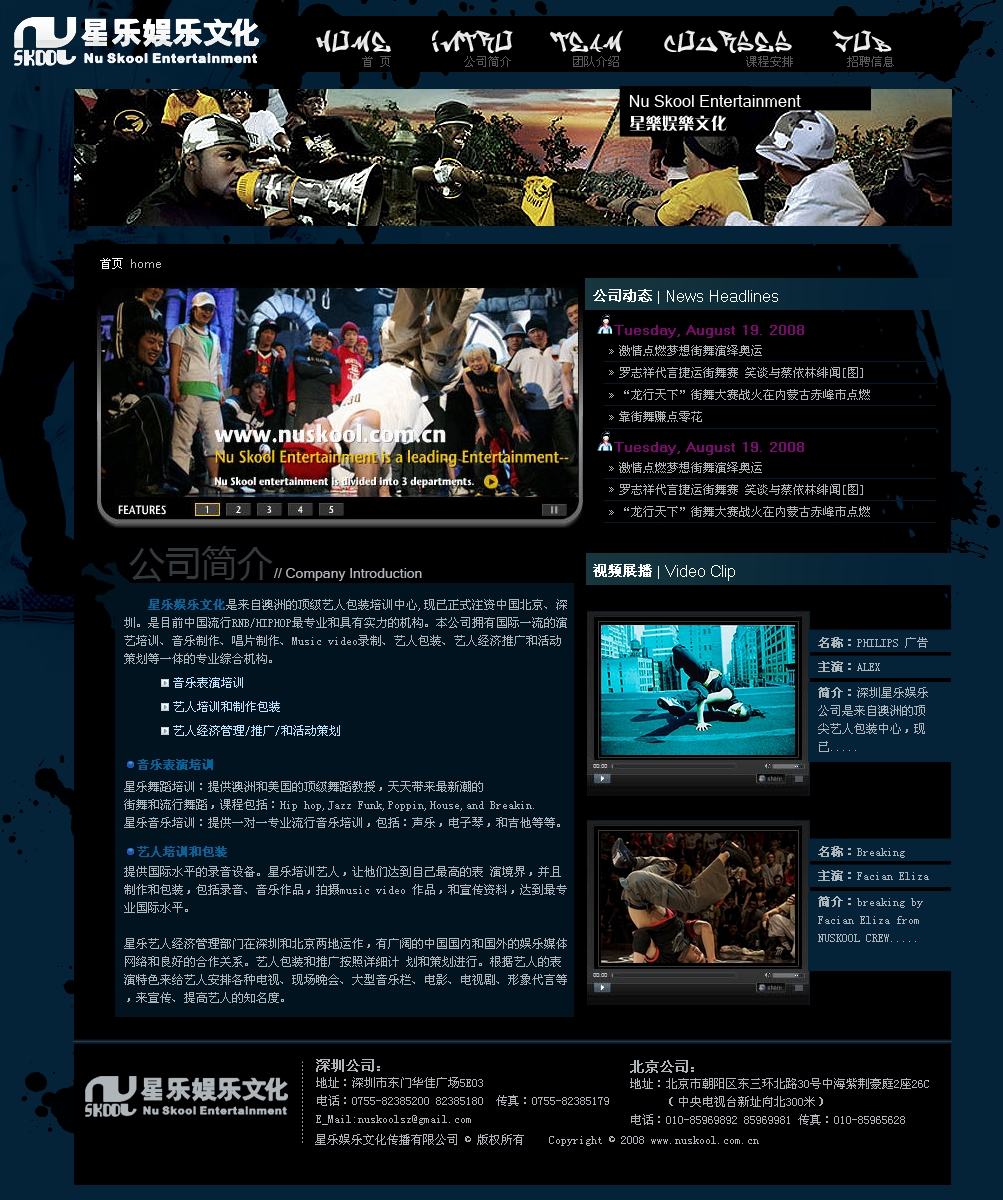 NU 星乐娱乐文化
SKOOL Nu Skool Entertainment
HOME INTRO TEAM COURSES JOB
首 页 公司简介 团队介绍 课程安排 招聘信息
Nu Skool Entertainment
星樂娱樂文化
首页 home
www.nuskool.com.cn
Nu Skool Entertainment is a leading Entertainment--
Nu Skool entertainment is divided into 3 departments.
FEATURES 1 2 3 4 5
公司动态 | News Headlines
Tuesday, August 19. 2008
» 激情点燃梦想街舞演绎奥运
» 罗志祥代言捷运街舞赛 笑谈与蔡依林绯闻[图]
» “龙行天下”街舞大赛战火在内蒙古赤峰市点燃
» 靠街舞赚点零花
Tuesday, August 19. 2008
» 激情点燃梦想街舞演绎奥运
» 罗志祥代言捷运街舞赛 笑谈与蔡依林绯闻[图]
» “龙行天下”街舞大赛战火在内蒙古赤峰市点燃
公司简介 // Company Introduction
星乐娱乐文化是来自澳洲的顶级艺人包装培训中心,现已正式注资中国北京、深
圳。是目前中国流行RNB/HIPHOP最专业和具有实力的机构。本公司拥有国际一流的演
艺培训、音乐制作、唱片制作、Music video录制、艺人包装、艺人经济推广和活动
策划等一体的专业综合机构。
音乐表演培训
艺人培训和制作包装
艺人经济管理/推广/和活动策划
音乐表演培训
星乐舞蹈培训：提供澳洲和美国的顶级舞蹈教授，天天带来最新潮的
街舞和流行舞蹈，课程包括：Hip hop,Jazz Funk,Poppin,House,and Breakin.
星乐音乐培训：提供一对一专业流行音乐培训，包括：声乐，电子琴，和吉他等等。
艺人培训和包装
提供国际水平的录音设备。星乐培训艺人，让他们达到自己最高的表 演境界，并且
制作和包装，包括录音、音乐作品，拍摄music video 作品，和宣传资料，达到最专
业国际水平。
星乐艺人经济管理部门在深圳和北京两地运作，有广阔的中国国内和国外的娱乐媒体
网络和良好的合作关系。艺人包装和推广按照详细计 划和策划进行。根据艺人的表
演特色来给艺人安排各种电视、现场晚会、大型音乐栏、电影、电视剧、形象代言等
，来宣传、提高艺人的知名度。
视频展播 | Video Clip
00:00 share
名称：PHILIPS 广告
主演：ALEX
简介：深圳星乐娱乐
公司是来自澳洲的顶
尖艺人包装中心，现
已.....
00:00 share
名称：Breaking
主演：Facian Eliza
简介：breaking by
Facian Eliza from
NUSKOOL CREW.....
NU 星乐娱乐文化
SKOOL Nu Skool Entertainment
深圳公司:
地址：深圳市东门华佳广场5E03
电话：0755-82385200 82385180 传真：0755-82385179
E_Mail:nuskoolsz@gmail.com
星乐娱乐文化传播有限公司 © 版权所有 Copyright © 2008 www.nuskool.com.cn
北京公司:
地址：北京市朝阳区东三环北路30号中海紫荆豪庭2座26C
（中央电视台新址向北300米）
电话：010-85969892 85969981 传真：010-85965628